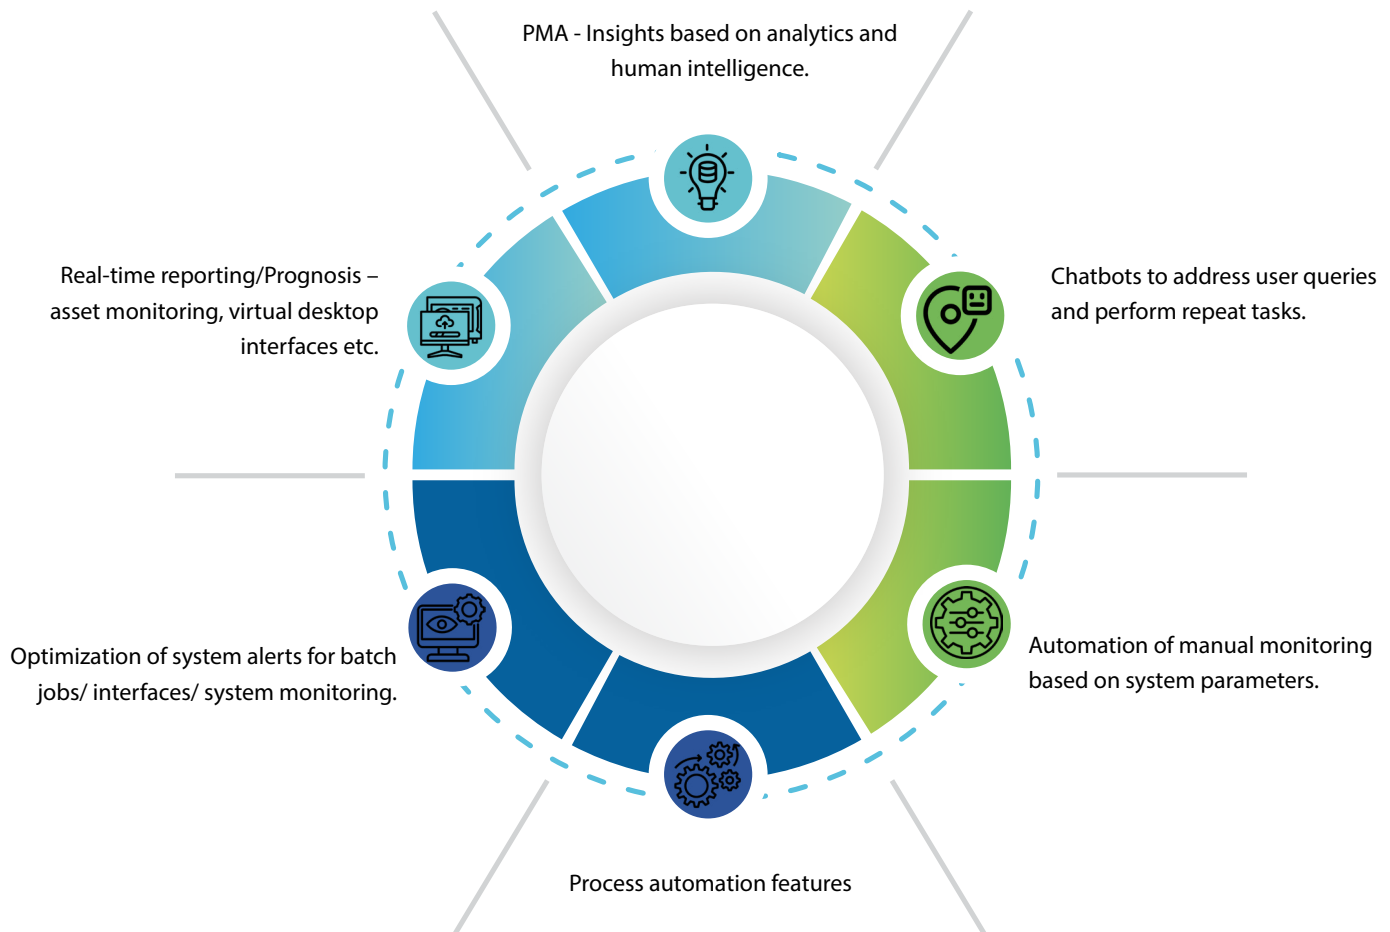 PMA - Insights based on analytics and
human intelligence.
Real-time reporting/Prognosis –
asset monitoring, virtual desktop
interfaces etc.
Chatbots to address user queries
and perform repeat tasks.
Optimization of system alerts for batch
jobs/ interfaces/ system monitoring.
Automation of manual monitoring
based on system parameters.
Process automation features